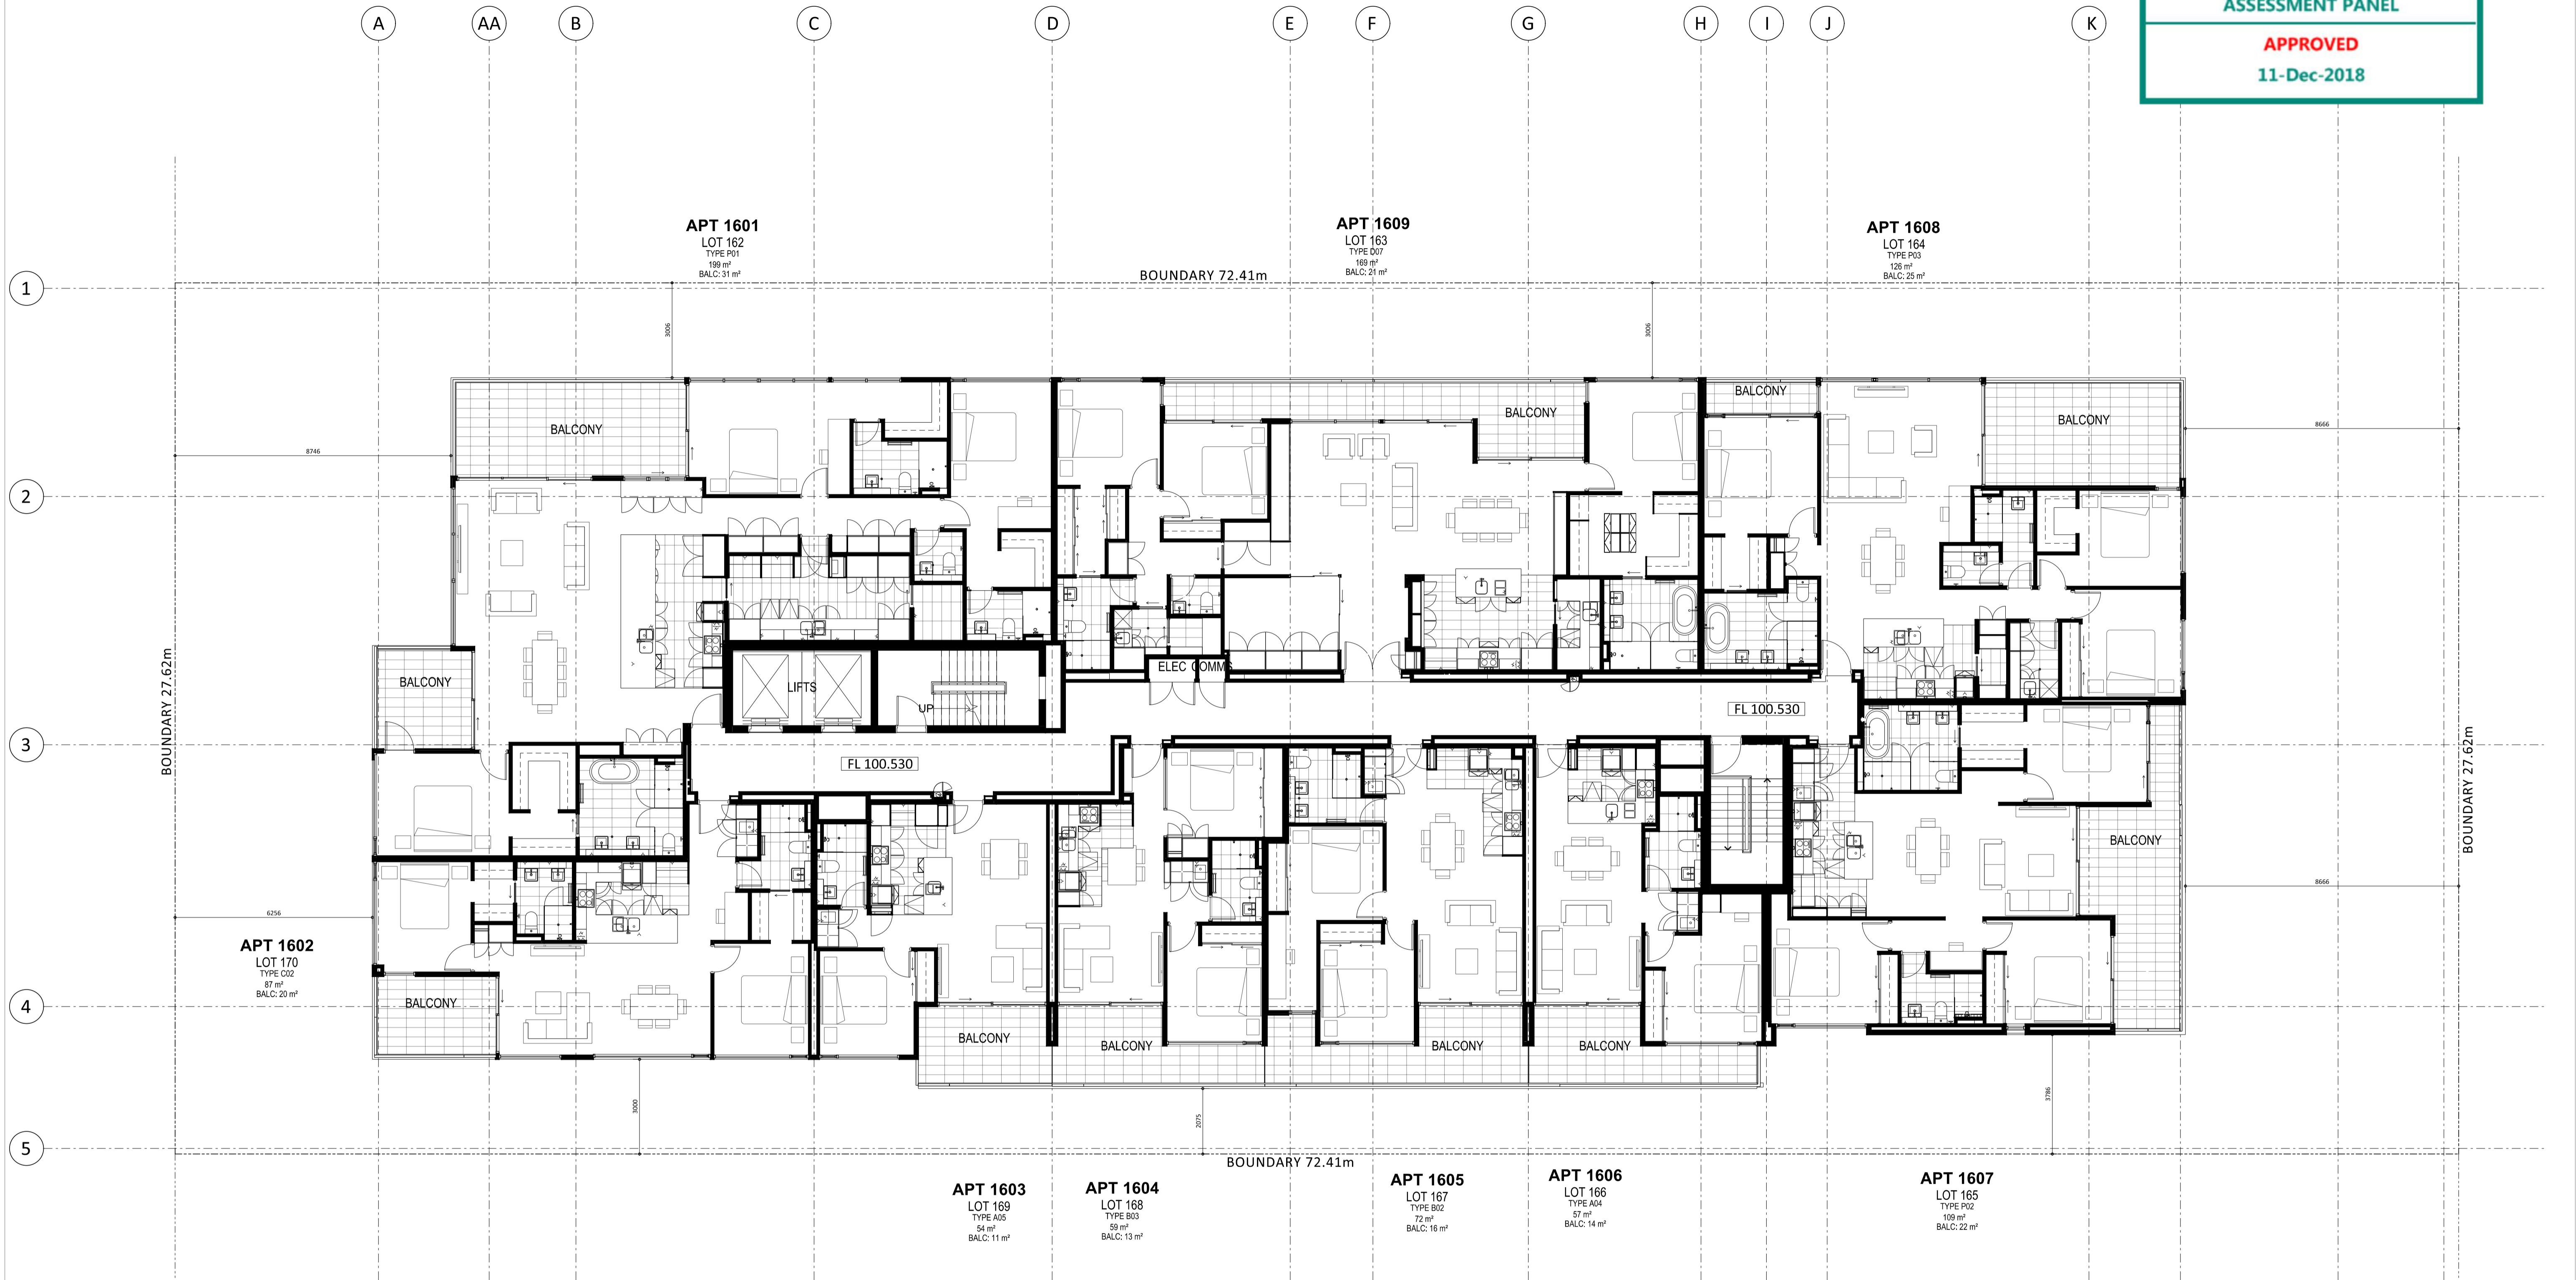 ASSESSMENT PANEL
APPROVED
11-Dec-2018
A
AA
B
C
D
E
F
G
H
I
J
K
APT 1601
LOT 162
TYPE P01
199 m²
BALC: 31 m²
APT 1609
LOT 163
TYPE D07
169 m²
BALC: 21 m²
APT 1608
LOT 164
TYPE P03
126 m²
BALC: 25 m²
BOUNDARY 72.41m
1
3006
3006
BALCONY
BALCONY
BALCONY
BALCONY
8746
8666
2
BOUNDARY 27.62m
BALCONY
LIFTS
UP
ELEC COMMS
FL 100.530
3
FL 100.530
BOUNDARY 27.62m
BALCONY
6256
8666
APT 1602
LOT 170
TYPE C02
87 m²
BALC: 20 m²
4
BALCONY
BALCONY
BALCONY
BALCONY
BALCONY
3000
2075
3786
5
BOUNDARY 72.41m
APT 1603
LOT 169
TYPE A05
54 m²
BALC: 11 m²
APT 1604
LOT 168
TYPE B03
59 m²
BALC: 13 m²
APT 1605
LOT 167
TYPE B02
72 m²
BALC: 16 m²
APT 1606
LOT 166
TYPE A04
57 m²
BALC: 14 m²
APT 1607
LOT 165
TYPE P02
109 m²
BALC: 22 m²